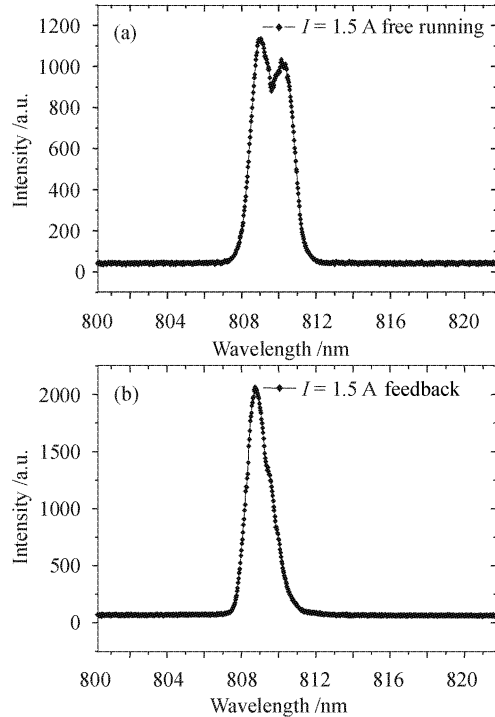 (a)
I = 1.5 A free running
1200
1000
800
600
400
200
0
Intensity /a.u.
800 804 808 812 816 820
Wavelength /nm
(b)
I = 1.5 A feedback
2000
1500
1000
500
0
Intensity /a.u.
800 804 808 812 816 820
Wavelength /nm